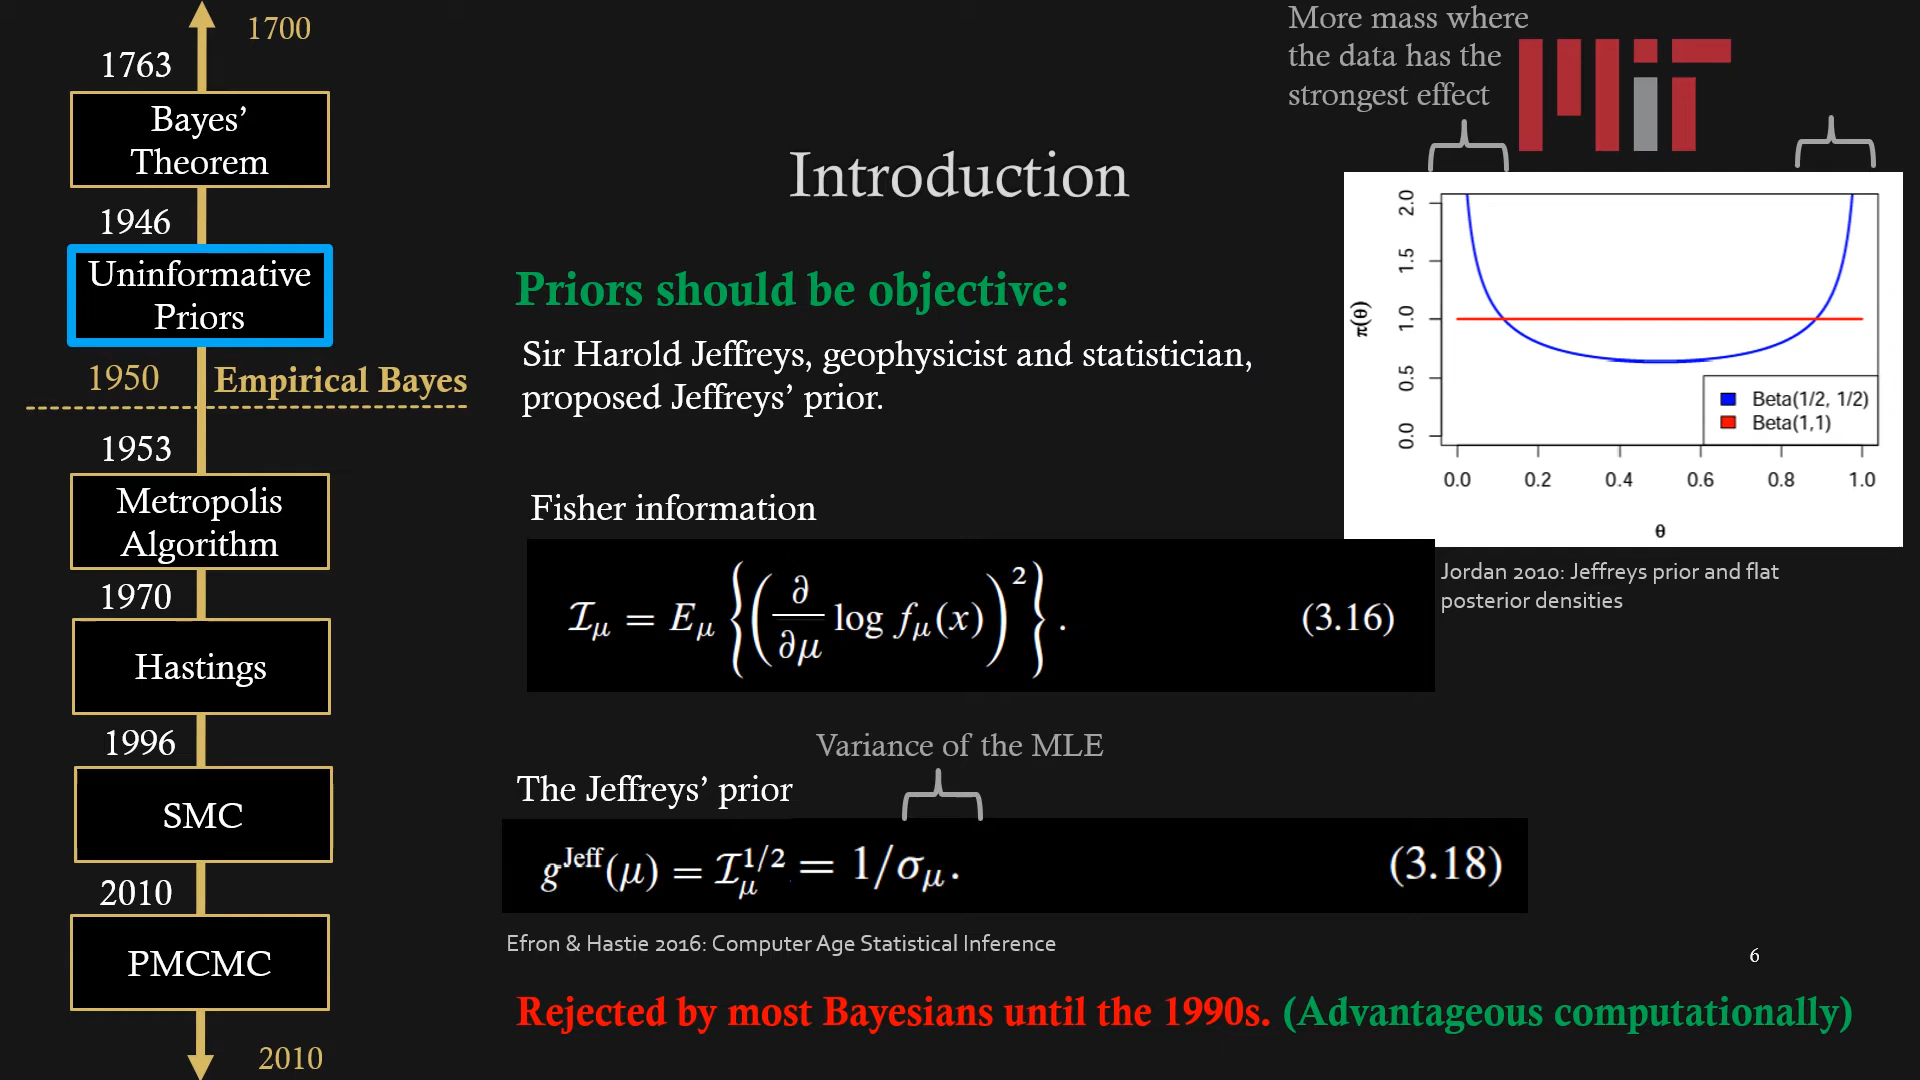 1700
1763
Bayes’
Theorem
1946
Uninformative
Priors
1950
Empirical Bayes
1953
Metropolis
Algorithm
1970
Hastings
1996
SMC
2010
PMCMC
2010
Introduction
Priors should be objective:
Sir Harold Jeffreys, geophysicist and statistician,
proposed Jeffreys’ prior.
Fisher information
ℐ_μ = E_μ { ( ∂/∂μ log f_μ(x) )² } . (3.16)
Variance of the MLE
The Jeffreys’ prior
g^Jeff(μ) = ℐ_μ^{1/2} = 1/σ_μ. (3.18)
Efron & Hastie 2016: Computer Age Statistical Inference
Rejected by most Bayesians until the 1990s. (Advantageous computationally)
6
More mass where
the data has the
strongest effect
MIT
2.0
1.5
1.0
0.5
0.0
π(θ)
Beta(1/2, 1/2)
Beta(1,1)
0.0 0.2 0.4 0.6 0.8 1.0
θ
Jordan 2010: Jeffreys prior and flat
posterior densities